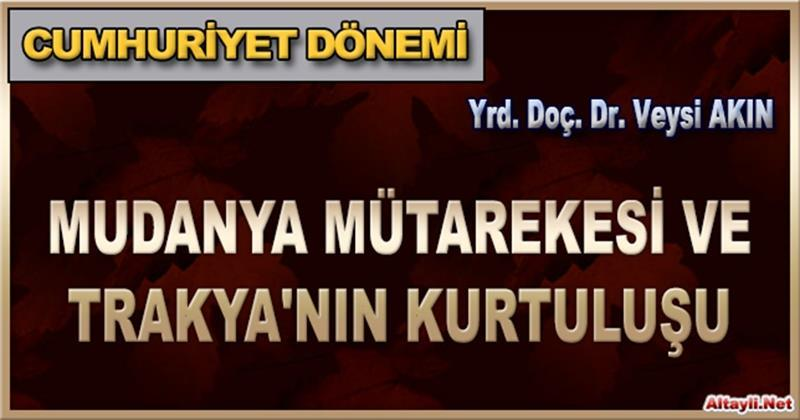 CUMHURİYET DÖNEMİ
Yrd. Doç. Dr. Veysi AKIN
MUDANYA MÜTAREKESİ VE
TRAKYA'NIN KURTULUŞU
Altayli.Net